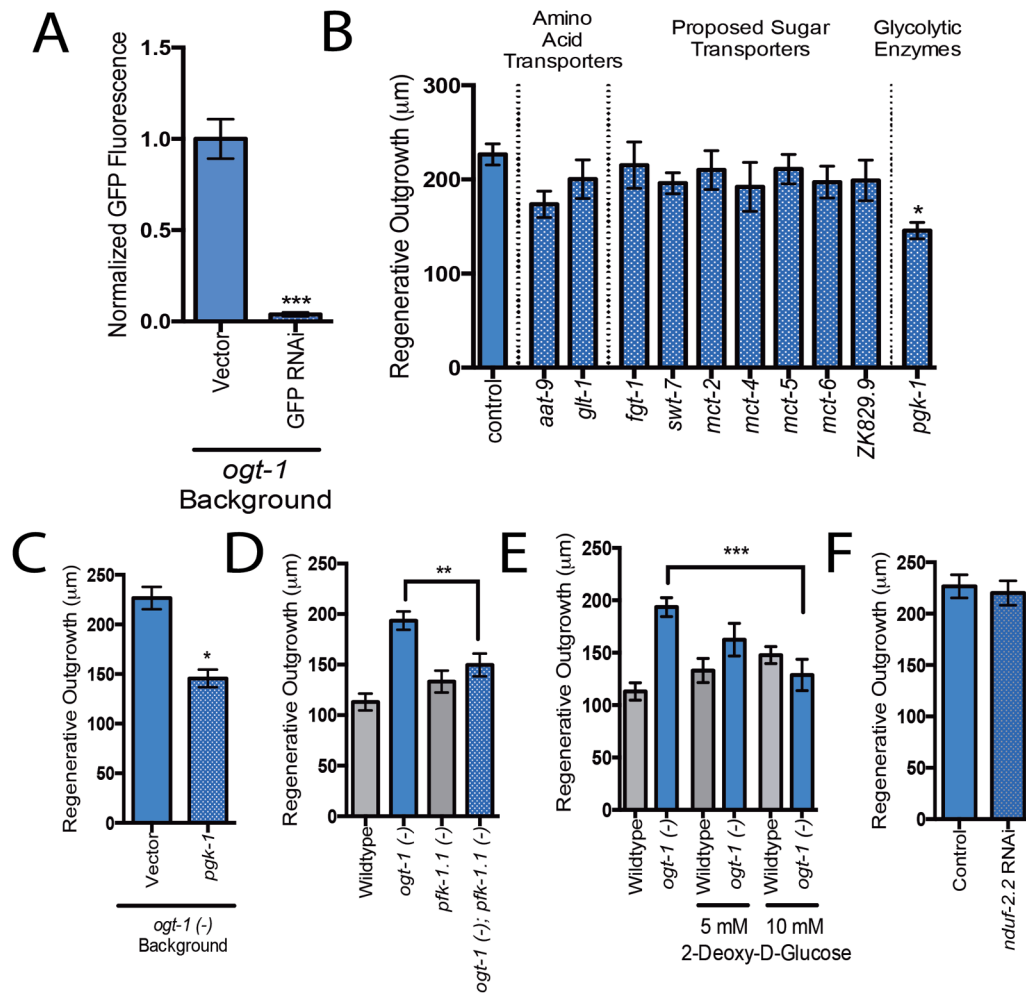 A
Normalized GFP Fluorescence
1.5
1.0
0.5
0.0
***
Vector
GFP RNAi
ogt-1
Background
B
Amino
Acid
Transporters
Proposed Sugar
Transporters
Glycolytic
Enzymes
Regenerative Outgrowth (µm)
300
200
100
0
*
control
aat-9
glt-1
fgt-1
swt-7
mct-2
mct-4
mct-5
mct-6
ZK829.9
pgk-1
C
Regenerative Outgrowth (µm)
250
200
150
100
50
0
*
Vector
pgk-1
ogt-1 (-)
Background
D
Regenerative Outgrowth (µm)
250
200
150
100
50
0
**
Wildtype
ogt-1 (-)
pfk-1.1 (-)
ogt-1 (-); pfk-1.1 (-)
E
Regenerative Outgrowth (µm)
250
200
150
100
50
0
***
Wildtype
ogt-1 (-)
Wildtype
ogt-1 (-)
Wildtype
ogt-1 (-)
5 mM
10 mM
2-Deoxy-D-Glucose
F
Regenerative Outgrowth (µm)
250
200
150
100
50
0
Control
nduf-2.2 RNAi